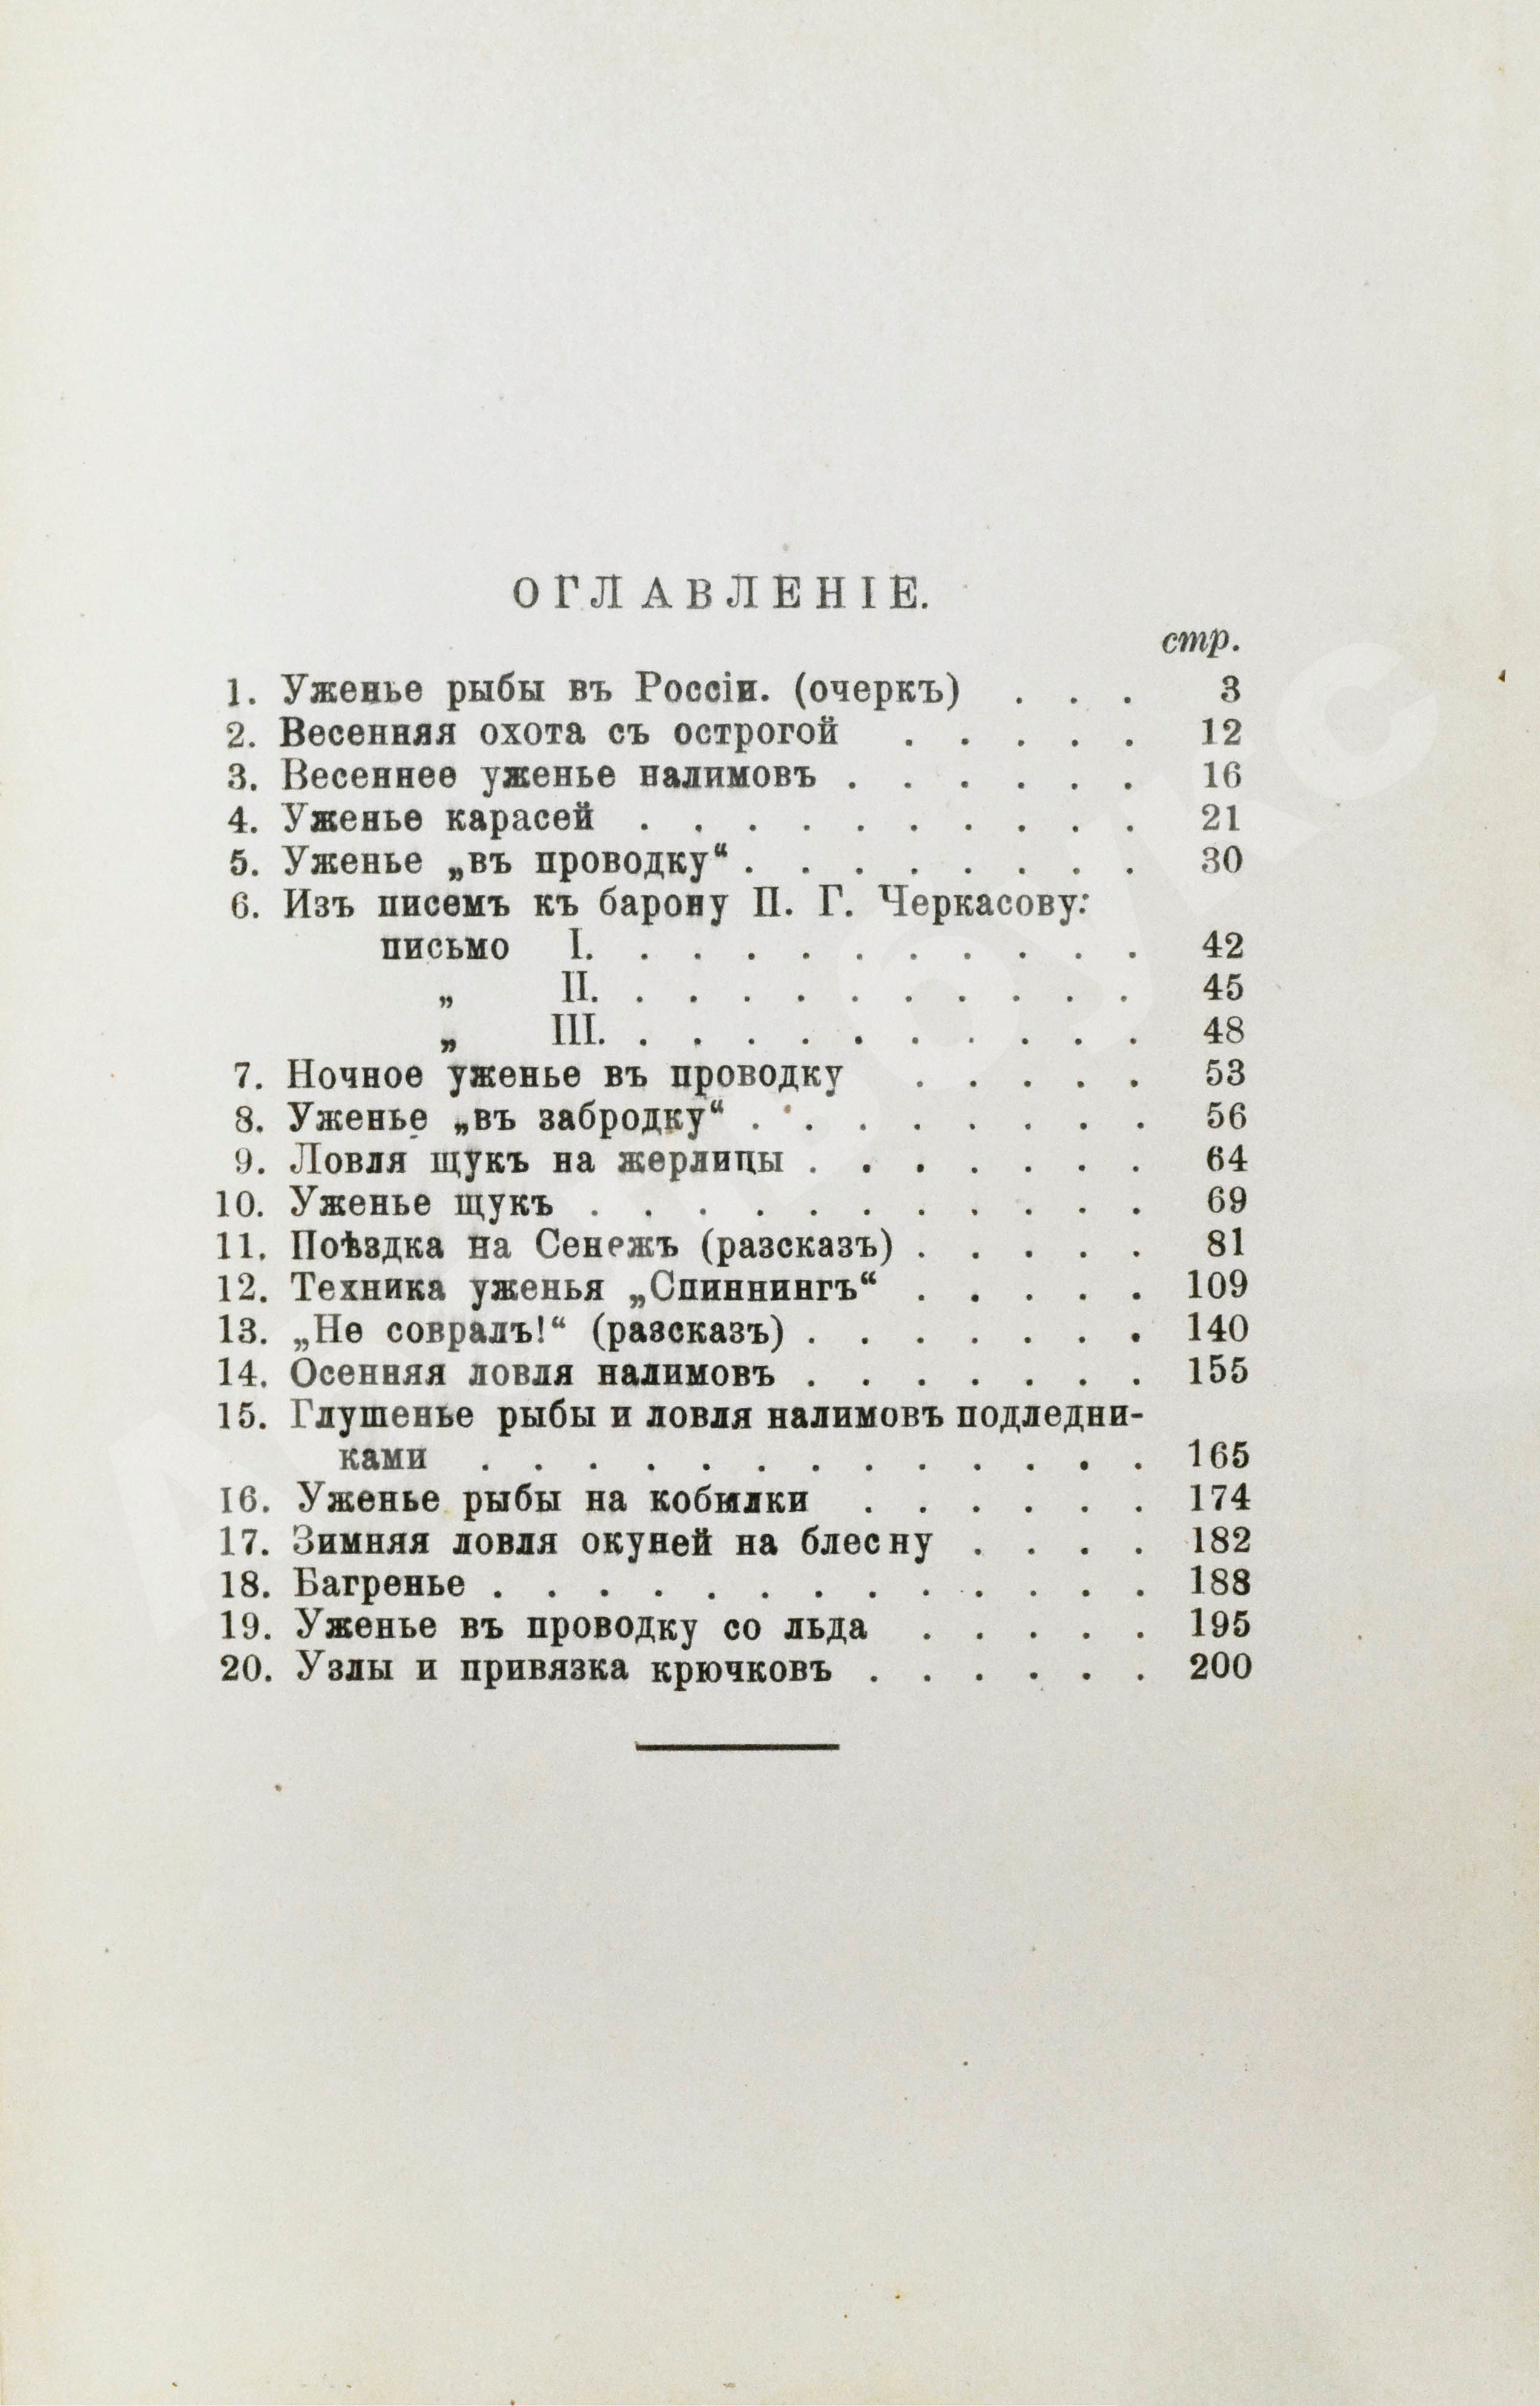 ОГЛАВЛЕНІЕ.
стр.
1. Уженье рыбы въ Россіи. (очеркъ) . . . 3
2. Весенняя охота съ острогой . . . . . 12
3. Весеннее уженье налимовъ . . . . . . 16
4. Уженье карасей . . . . . . . . . . 21
5. Уженье „въ проводку“ . . . . . . . . 30
6. Изъ писемъ къ барону П. Г. Черкасову:
письмо I. . . . . . . . . . . 42
„ II. . . . . . . . . . . 45
„ III. . . . . . . . . . . 48
7. Ночное уженье въ проводку . . . . . 53
8. Уженье „въ забродку“ . . . . . . . . 56
9. Ловля щукъ на жерлицы . . . . . . . 64
10. Уженье щукъ . . . . . . . . . . . 69
11. Поѣздка на Сенежъ (разсказъ) . . . . . 81
12. Техника уженья „Спиннингъ“ . . . . . 109
13. „Не совралъ!“ (разсказъ) . . . . . . . 140
14. Осенняя ловля налимовъ . . . . . . . 155
15. Глушенье рыбы и ловля налимовъ подледни-
ками . . . . . . . . . . . . . 165
16. Уженье рыбы на кобылки . . . . . . 174
17. Зимняя ловля окуней на блесну . . . . 182
18. Багренье . . . . . . . . . . . . . 188
19. Уженье въ проводку со льда . . . . . 195
20. Узлы и привязка крючковъ . . . . . . 200